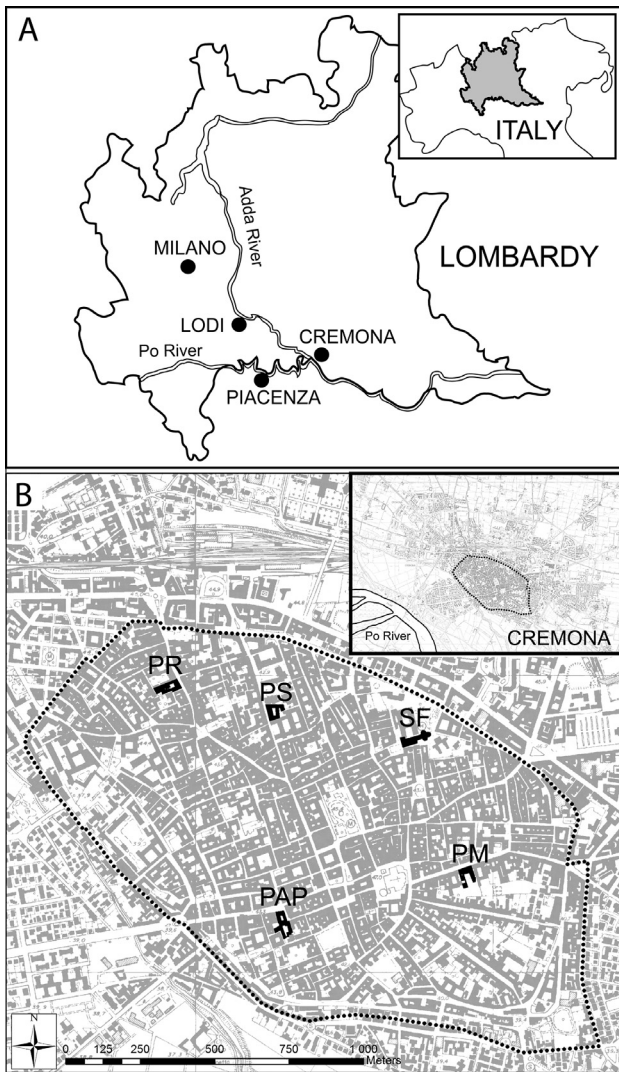 A
ITALY
Adda River
LOMBARDY
MILANO
LODI
CREMONA
Po River
PIACENZA
B
Po River
CREMONA
PR
PS
SF
PM
PAP
N
0 125 250 500 750 1 000
Meters